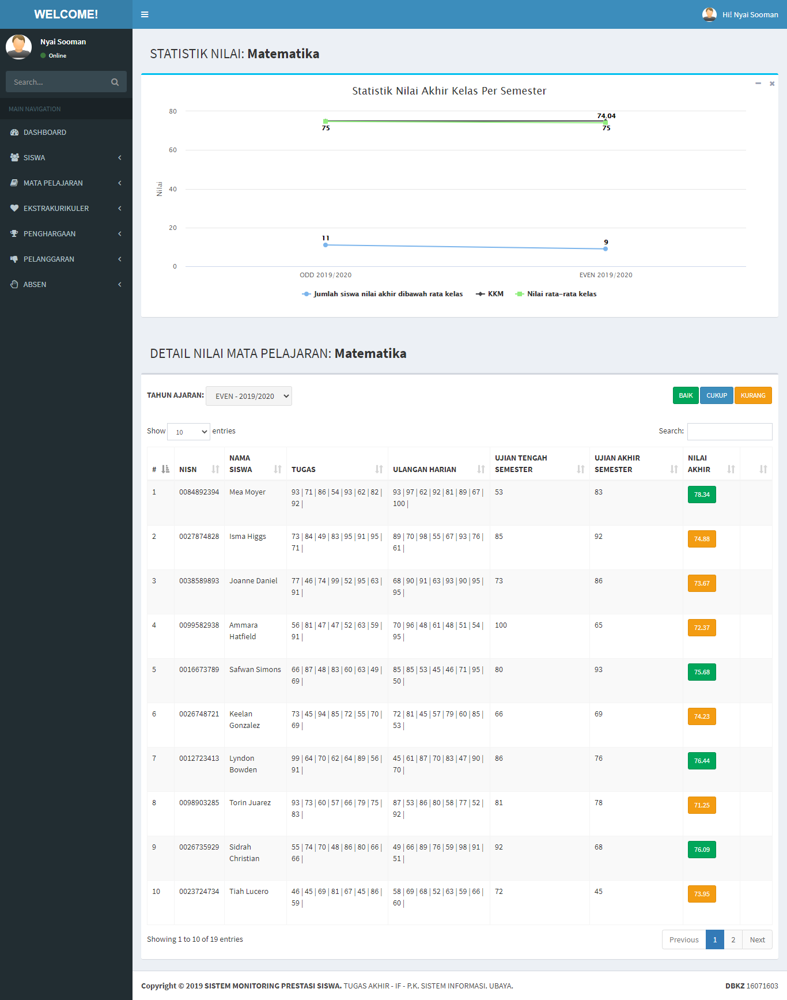 WELCOME!
Hi! Nyai Sooman
Nyai Sooman
Online
Search...
MAIN NAVIGATION
DASHBOARD
SISWA
MATA PELAJARAN
EKSTRAKURIKULER
PENGHARGAAN
PELANGGARAN
ABSEN
STATISTIK NILAI: Matematika
Statistik Nilai Akhir Kelas Per Semester
Nilai
80
60
40
20
0
75
74.04
75
11
9
ODD 2019/2020
EVEN 2019/2020
Jumlah siswa nilai akhir dibawah rata kelas KKM Nilai rata-rata kelas
DETAIL NILAI MATA PELAJARAN: Matematika
TAHUN AJARAN: EVEN - 2019/2020
BAIK CUKUP KURANG
Show 10 entries
Search:
# NISN NAMA SISWA TUGAS ULANGAN HARIAN UJIAN TENGAH SEMESTER UJIAN AKHIR SEMESTER NILAI AKHIR
1 0084892394 Mea Moyer 93 | 71 | 86 | 54 | 93 | 62 | 82 | 93 | 97 | 62 | 92 | 81 | 89 | 67 | 53 83 78.34
92 | 100 |
2 0027874828 Isma Higgs 73 | 84 | 49 | 83 | 95 | 91 | 95 | 89 | 70 | 98 | 55 | 67 | 93 | 76 | 85 92 74.88
71 | 61 |
3 0038589893 Joanne Daniel 77 | 46 | 74 | 99 | 52 | 95 | 63 | 68 | 90 | 91 | 63 | 93 | 90 | 95 | 73 86 73.67
91 | 95 |
4 0099582938 Ammara 56 | 81 | 47 | 47 | 52 | 63 | 59 | 70 | 96 | 48 | 61 | 48 | 51 | 54 | 100 65 72.37
Hatfield 91 | 95 |
5 0016673789 Safwan Simons 66 | 87 | 48 | 83 | 60 | 63 | 49 | 85 | 85 | 53 | 45 | 46 | 71 | 95 | 80 93 75.68
69 | 50 |
6 0026748721 Keelan 73 | 45 | 94 | 85 | 72 | 55 | 70 | 72 | 81 | 45 | 57 | 79 | 60 | 85 | 66 69 74.23
Gonzalez 69 | 53 |
7 0012723413 Lyndon 99 | 64 | 70 | 62 | 64 | 89 | 56 | 45 | 61 | 87 | 70 | 83 | 47 | 90 | 86 76 76.44
Bowden 91 | 70 |
8 0098903285 Torin Juarez 93 | 73 | 60 | 57 | 66 | 79 | 75 | 87 | 53 | 86 | 80 | 58 | 77 | 52 | 81 78 71.25
83 | 92 |
9 0026735929 Sidrah 55 | 74 | 70 | 48 | 86 | 80 | 66 | 49 | 66 | 89 | 76 | 59 | 98 | 91 | 92 68 76.09
Christian 66 | 51 |
10 0023724734 Tiah Lucero 46 | 45 | 69 | 81 | 67 | 45 | 86 | 58 | 69 | 68 | 52 | 63 | 59 | 66 | 72 45 73.95
59 | 60 |
Showing 1 to 10 of 19 entries
Previous 1 2 Next
Copyright © 2019 SISTEM MONITORING PRESTASI SISWA. TUGAS AKHIR - IF - P.K. SISTEM INFORMASI. UBAYA.
DBKZ 16071603